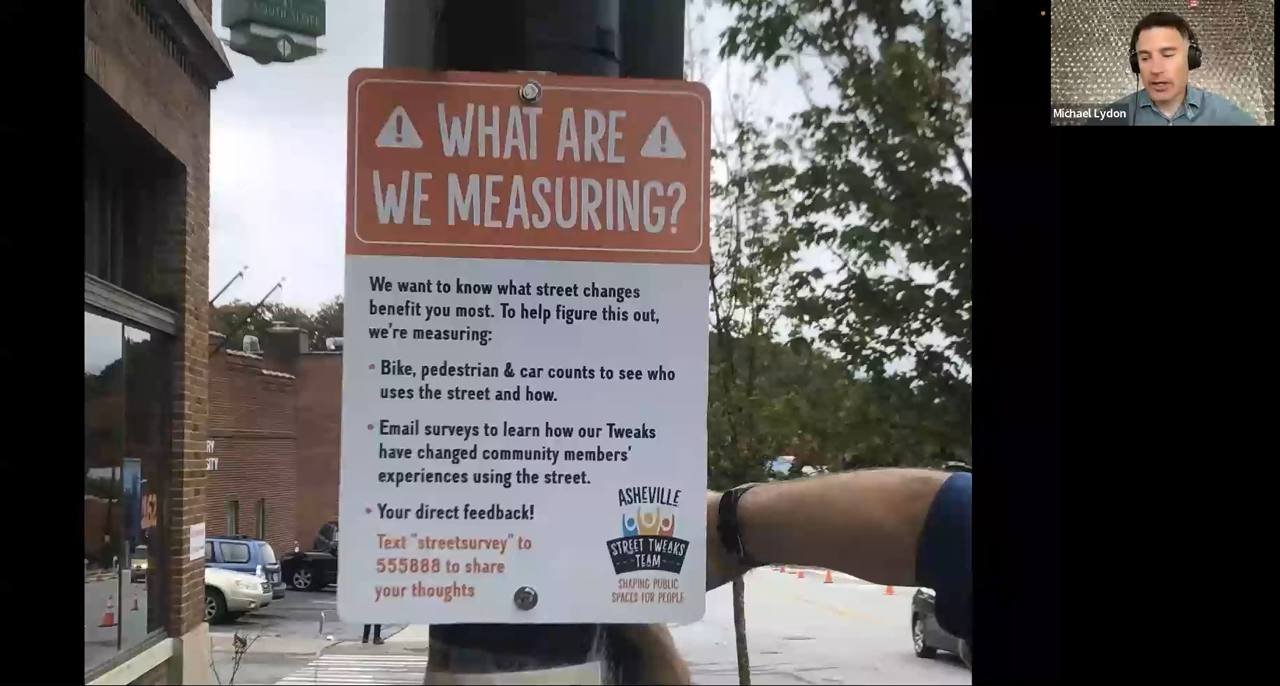 SOUTH SLOPE
WHAT ARE
WE MEASURING?
We want to know what street changes
benefit you most. To help figure this out,
we're measuring:
• Bike, pedestrian & car counts to see who
uses the street and how.
• Email surveys to learn how our Tweaks
have changed community members'
experiences using the street.
• Your direct feedback!
Text "streetsurvey" to
555888 to share
your thoughts
ASHEVILLE
STREET TWEAKS
TEAM
SHAPING PUBLIC
SPACES FOR PEOPLE
Michael Lydon